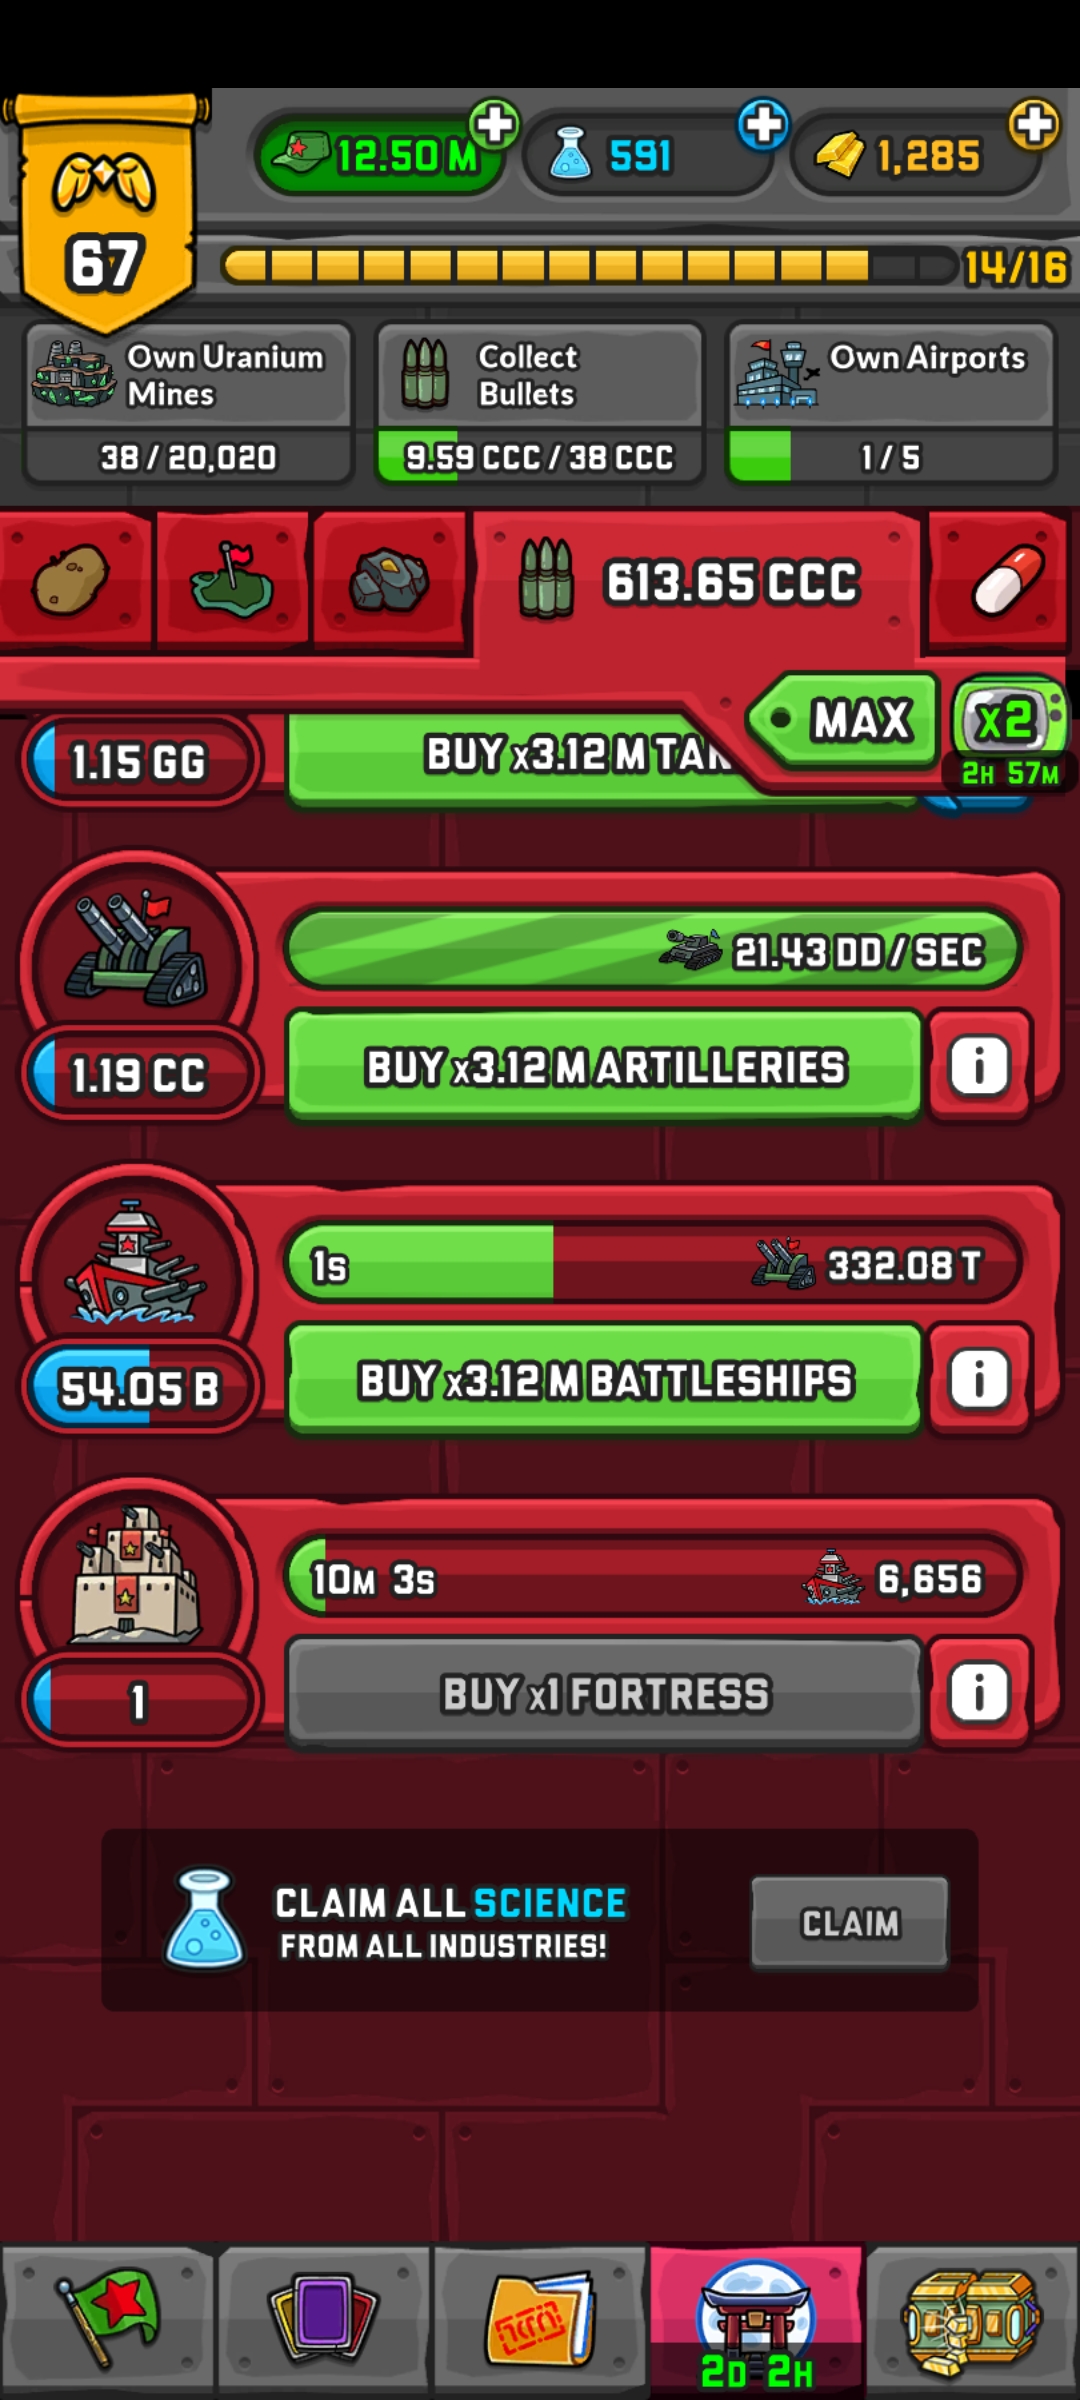 12.50 M
591
1,285
67
14/16
Own Uranium
Mines
38 / 20,020
Collect
Bullets
9.59 CCC / 38 CCC
Own Airports
1 / 5
613.65 CCC
MAX
x2
2H 57M
1.15 GG
BUY x3.12 M TAN
21.43 DD / SEC
1.19 CC
BUY x3.12 M ARTILLERIES
i
1s
332.08 T
54.05 B
BUY x3.12 M BATTLESHIPS
i
10M 3s
6,656
1
BUY x1 FORTRESS
i
CLAIM ALL SCIENCE
FROM ALL INDUSTRIES!
CLAIM
2D 2H